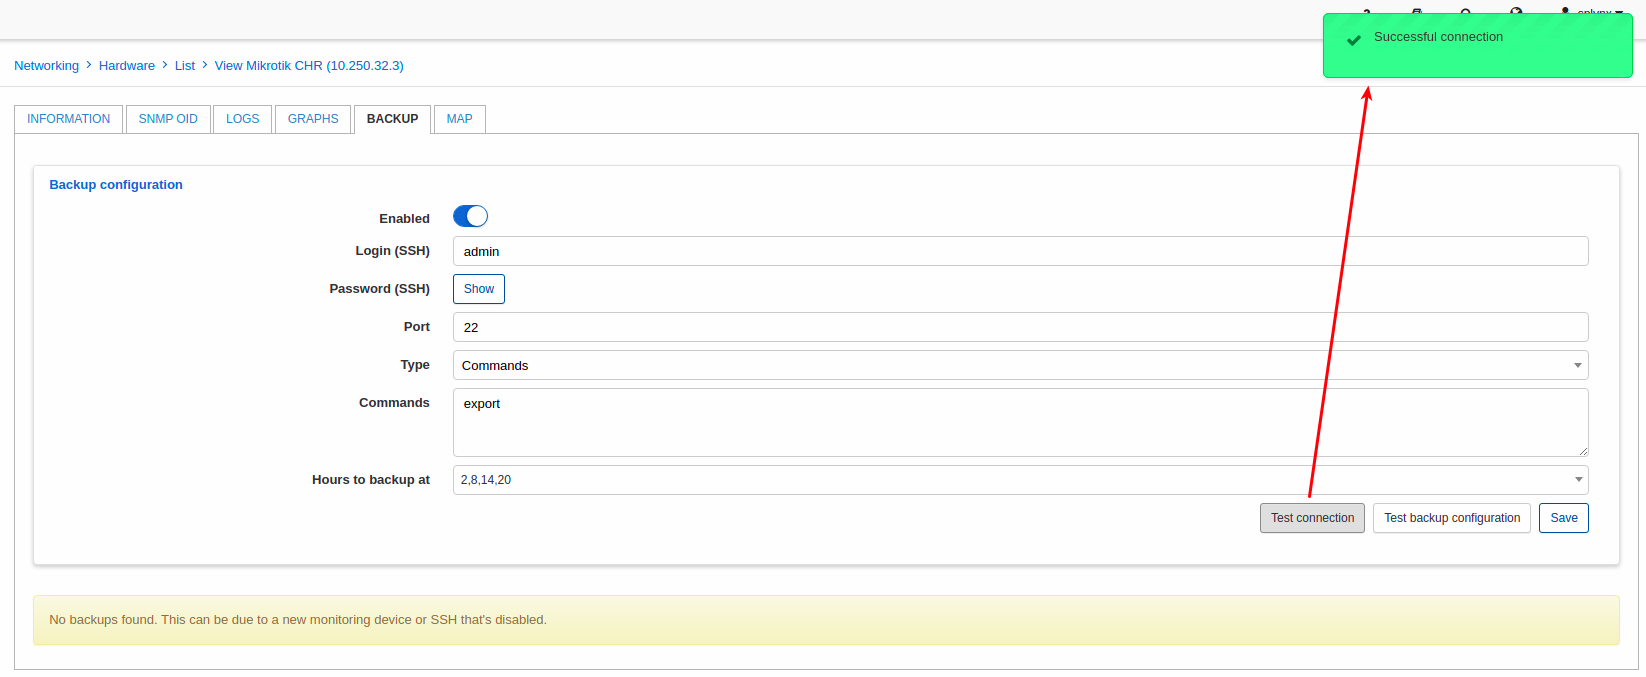 Successful connection
Networking > Hardware > List > View Mikrotik CHR (10.250.32.3)
INFORMATION SNMP OID LOGS GRAPHS BACKUP MAP
Backup configuration
Enabled
Login (SSH) admin
Password (SSH) Show
Port 22
Type Commands
Commands export
Hours to backup at 2,8,14,20
Test connection Test backup configuration Save
No backups found. This can be due to a new monitoring device or SSH that's disabled.